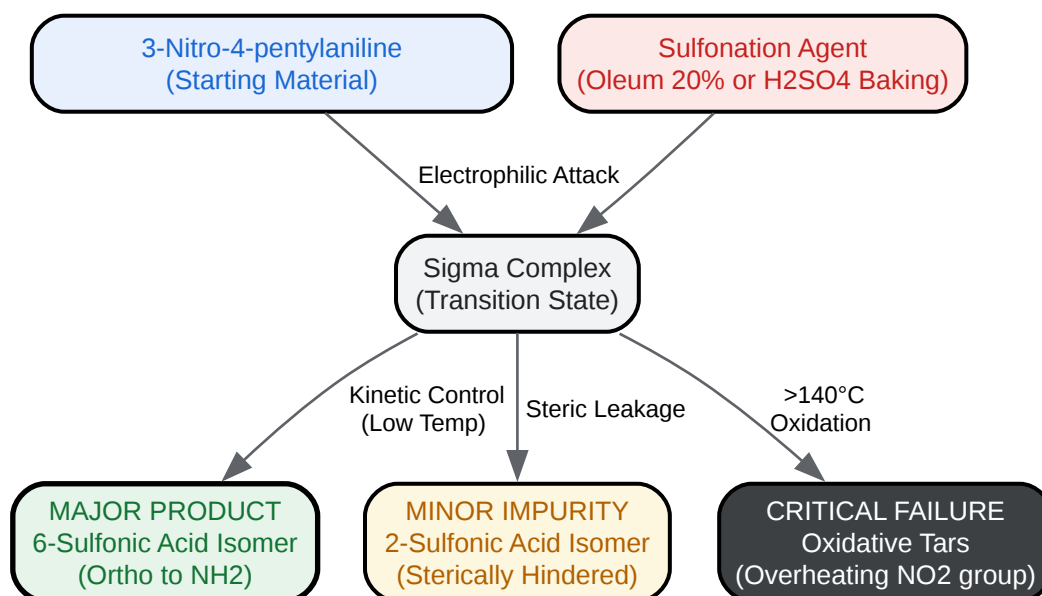 3-Nitro-4-pentylaniline
(Starting Material)
Sulfonation Agent
(Oleum 20% or H2SO4 Baking)
Electrophilic Attack
Sigma Complex
(Transition State)
Kinetic Control
(Low Temp)
Steric Leakage
>140°C
Oxidation
MAJOR PRODUCT
6-Sulfonic Acid Isomer
(Ortho to NH2)
MINOR IMPURITY
2-Sulfonic Acid Isomer
(Sterically Hindered)
CRITICAL FAILURE
Oxidative Tars
(Overheating NO2 group)